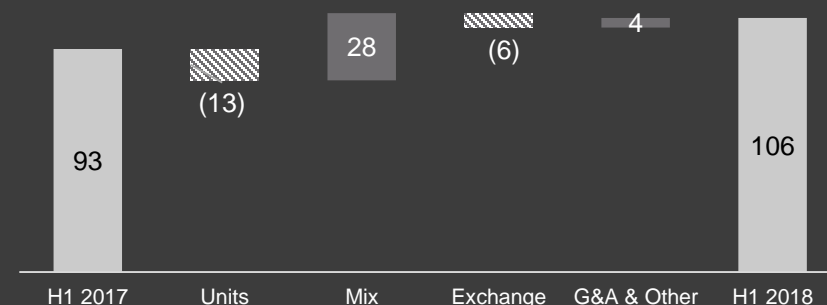 93
(13)
28
(6)
4
106
H1 2017
Units
Mix
Exchange
G&A & Other
H1 2018